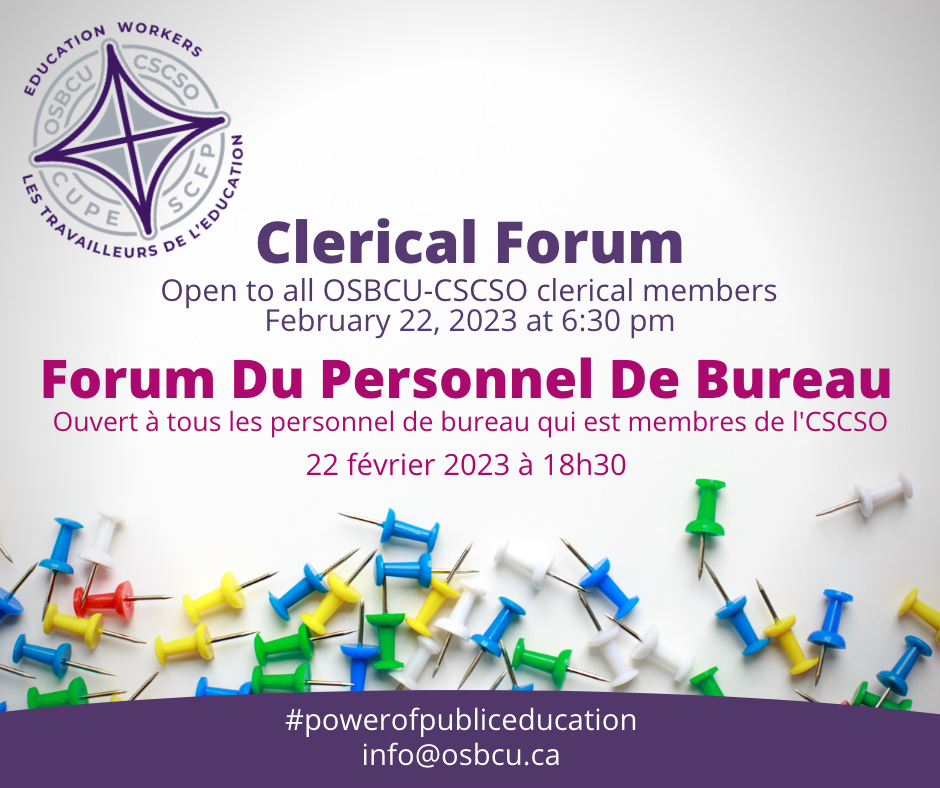 EDUCATION WORKERS
OSBCU CSCSO
CUPE SCFP
LES TRAVAILLEURS DE L'EDUCATION
Clerical Forum
Open to all OSBCU-CSCSO clerical members
February 22, 2023 at 6:30 pm
Forum Du Personnel De Bureau
Ouvert à tous les personnel de bureau qui est membres de l'CSCSO
22 février 2023 à 18h30
#powerofpubliceducation
info@osbcu.ca